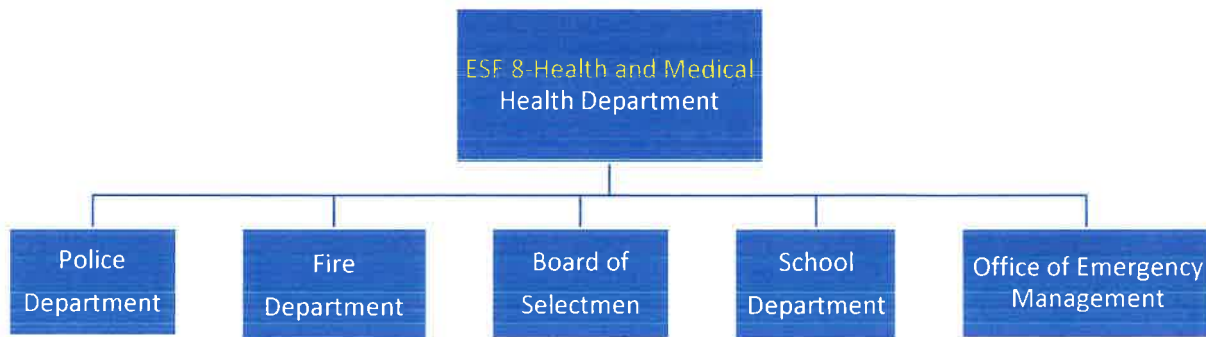 ESF 8-Health and Medical
Health Department
Police
Department
Fire
Department
Board of
Selectmen
School
Department
Office of Emergency
Management